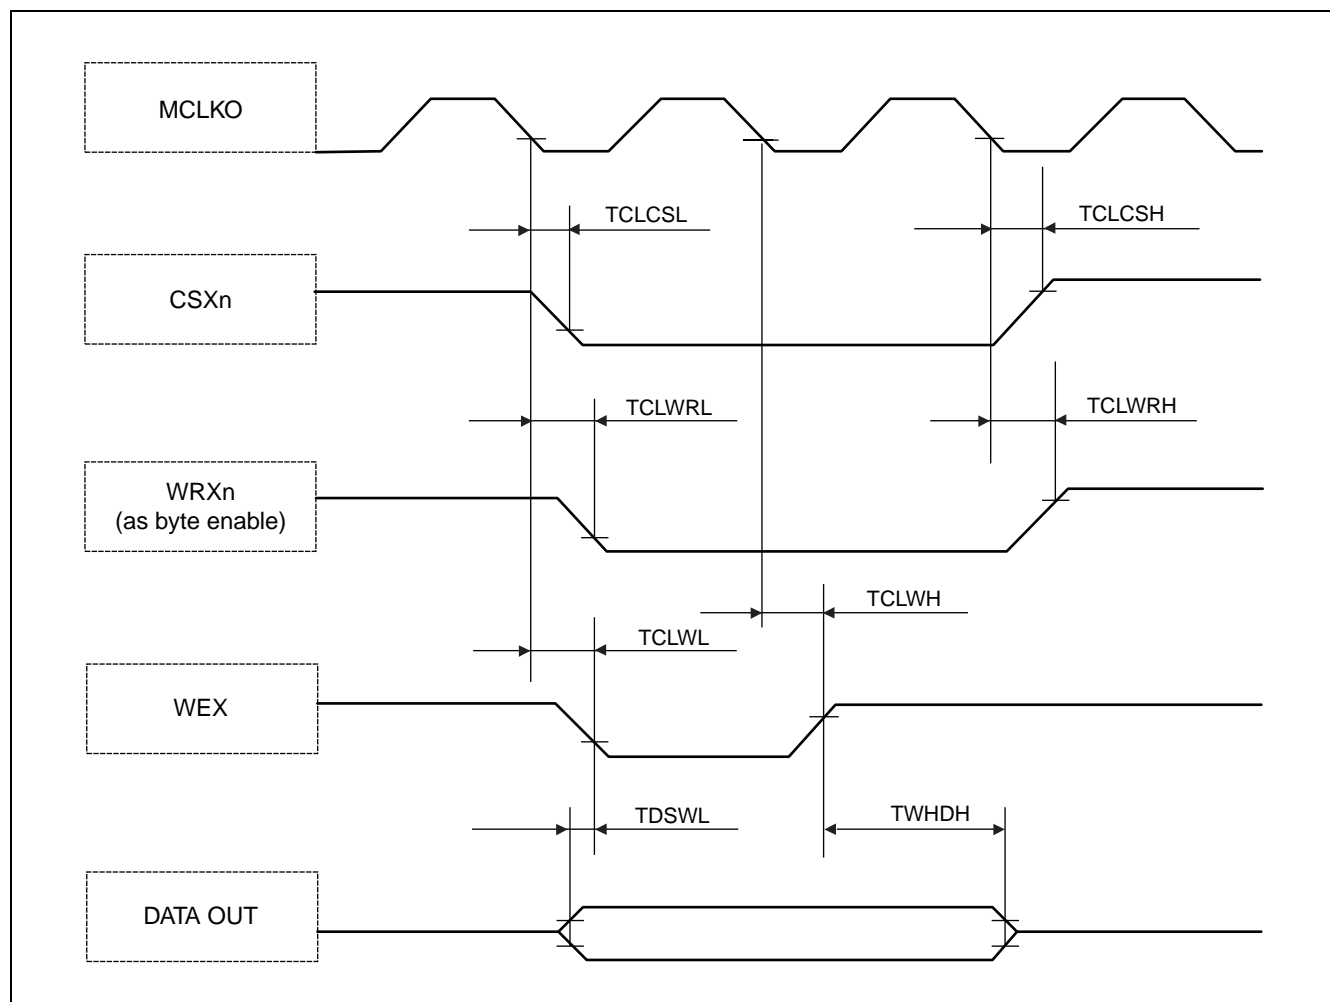 MCLKO
TCLCSL
TCLCSH
CSXn
TCLWRL
TCLWRH
WRXn
(as byte enable)
TCLWH
TCLWL
WEX
TDSWL
TWHDH
DATA OUT